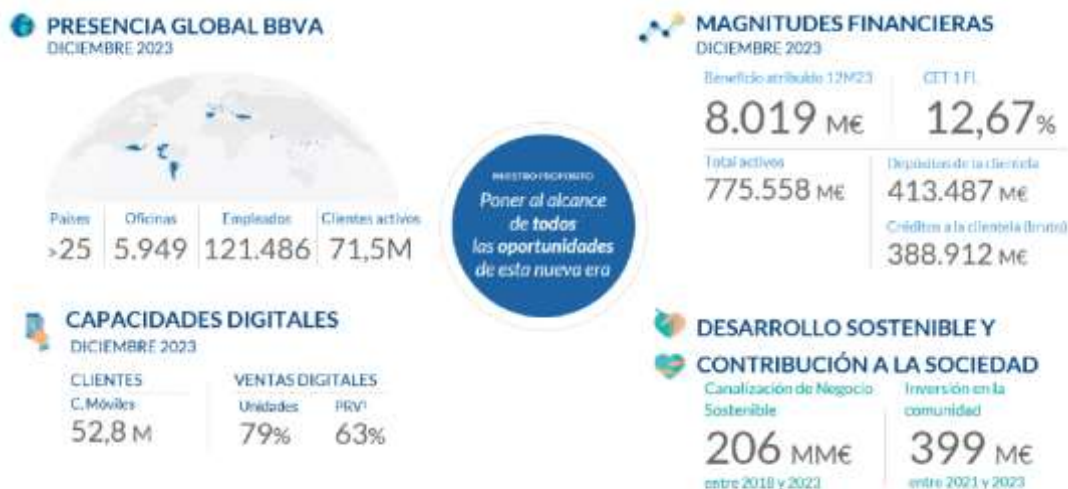 PRESENCIA GLOBAL BBVA
DICIEMBRE 2023
Países
Oficinas
Empleados
Clientes activos
>25
5.949
121.486
71,5M
CAPACIDADES DIGITALES
DICIEMBRE 2023
CLIENTES
C. Móviles
52,8 M
VENTAS DIGITALES
Unidades
PRV¹
79%
63%
NUESTRO PROPÓSITO
Poner al alcance
de todos
las oportunidades
de esta nueva era
MAGNITUDES FINANCIERAS
DICIEMBRE 2023
Beneficio atribuido 12M23
8.019 M€
CET 1 FL
12,67%
Total activos
775.558 M€
Depósitos de la clientela
413.487 M€
Créditos a la clientela (bruto)
388.912 M€
DESARROLLO SOSTENIBLE Y
CONTRIBUCIÓN A LA SOCIEDAD
Canalización de Negocio
Sostenible
206 MM€
entre 2018 y 2023
Inversión en la
comunidad
399 M€
entre 2021 y 2023